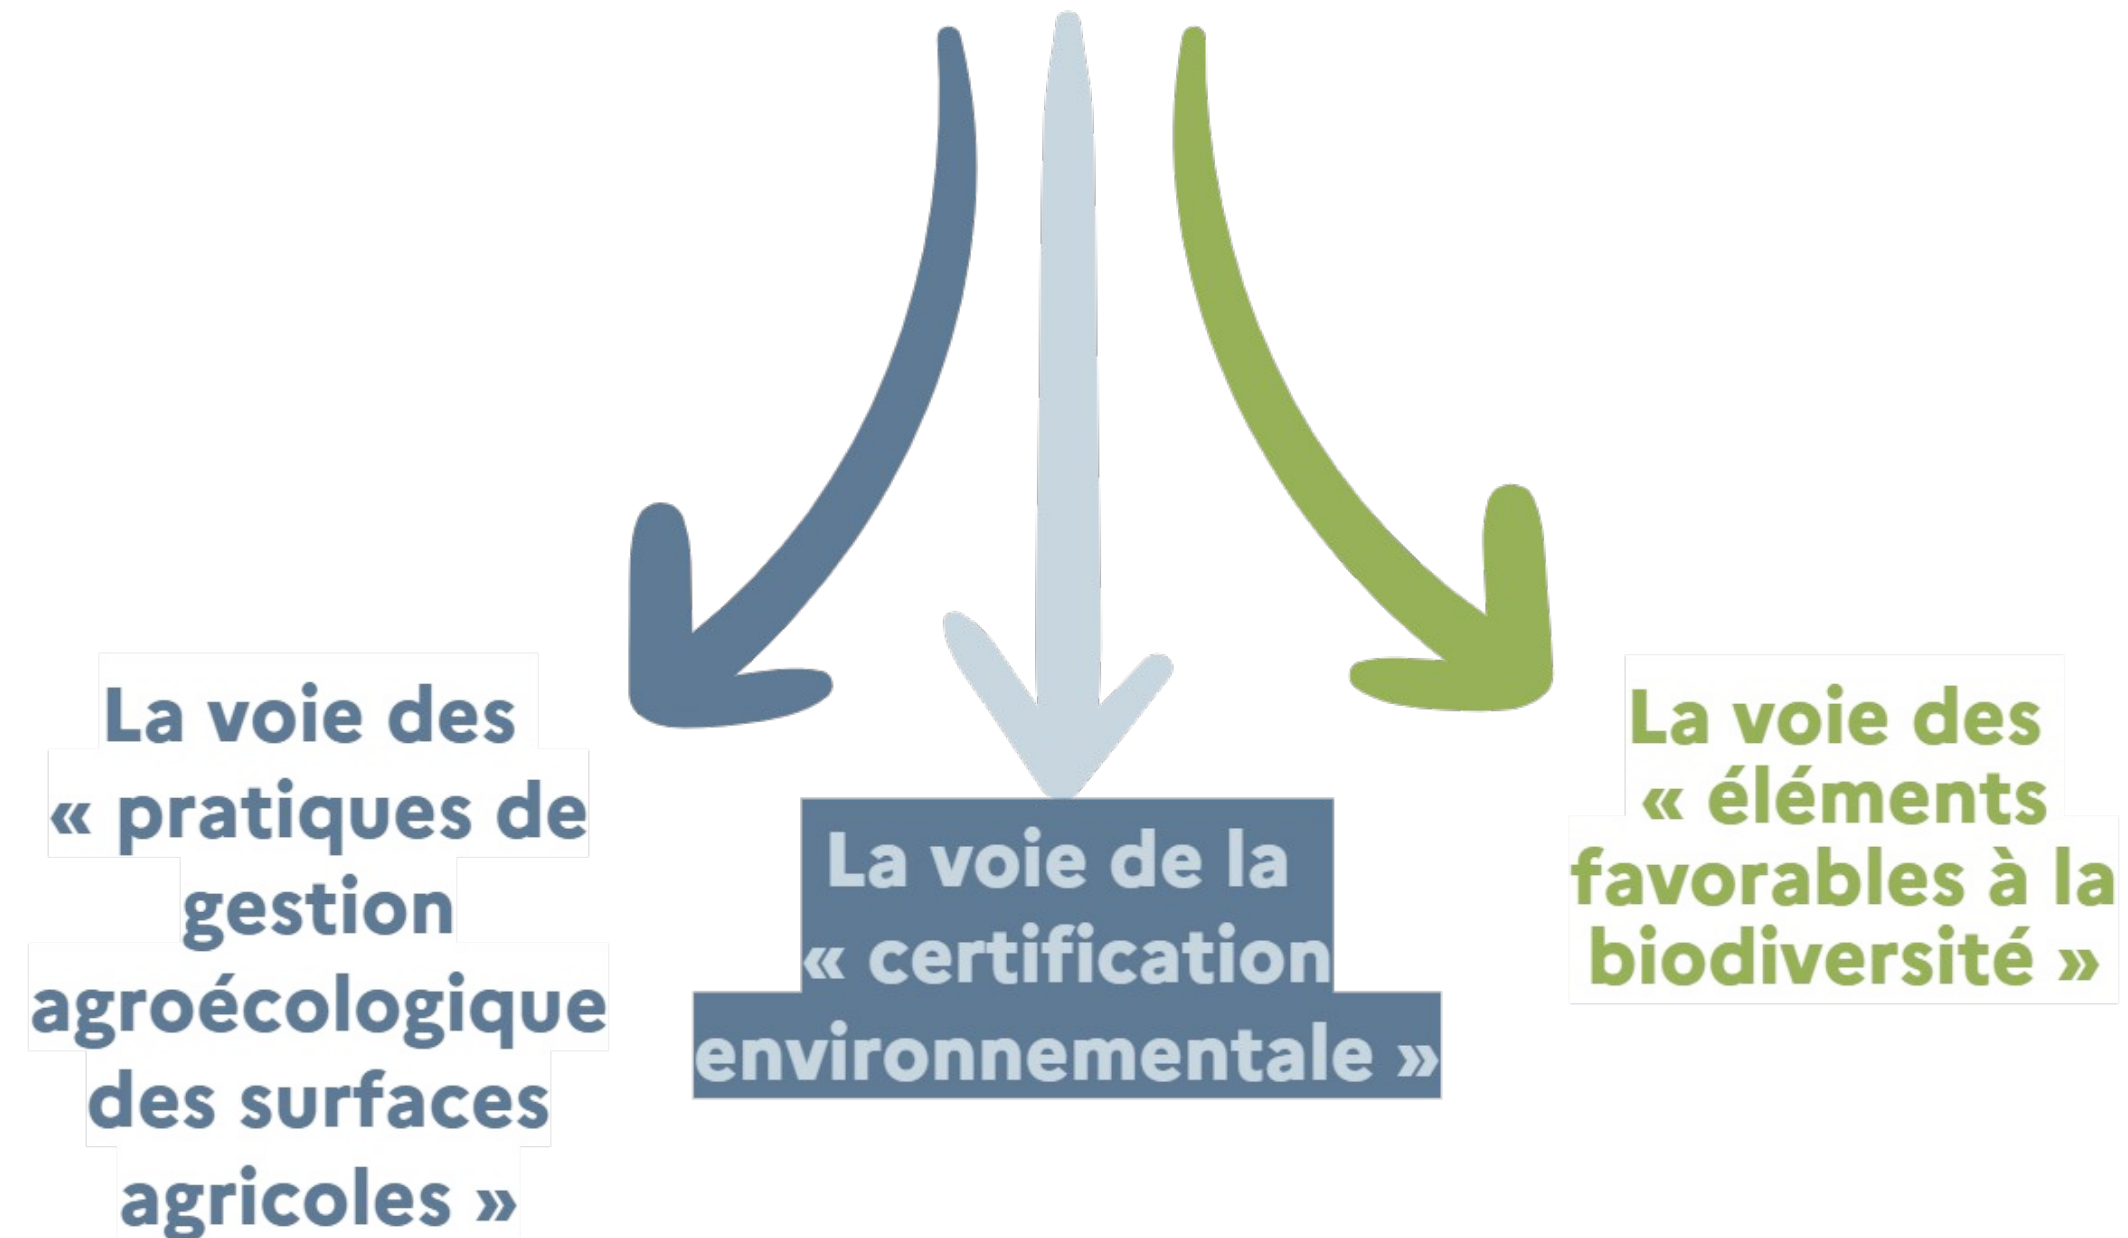 La voie des
« pratiques de
gestion
agroécologique
des surfaces
agricoles »
La voie de la
« certification
environnementale »
La voie des
« éléments
favorables à la
biodiversité »